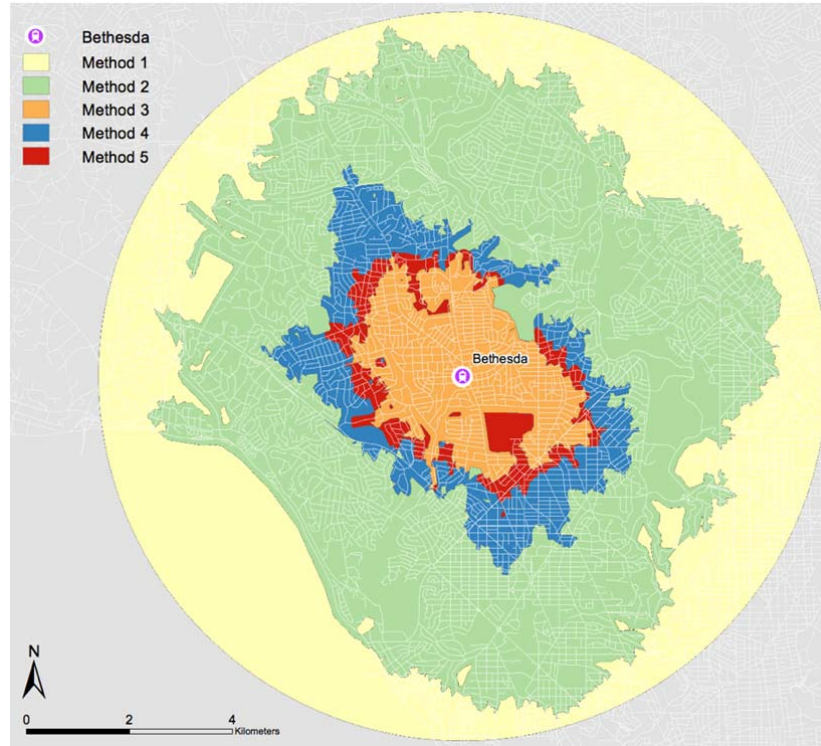 Bethesda
Method 1
Method 2
Method 3
Method 4
Method 5
Bethesda
N
0 2 4
Kilometers